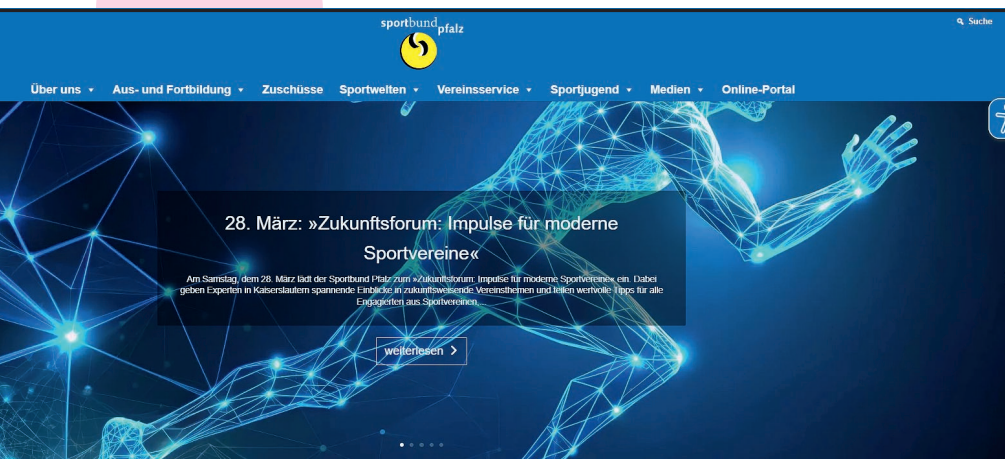 sportbund
pfalz
Suche
Über uns
Aus- und Fortbildung
Zuschüsse
Sportwelten
Vereinsservice
Sportjugend
Medien
Online-Portal
28. März: »Zukunftsforum: Impulse für moderne
Sportvereine«
Am Samstag, dem 28. März lädt der Sportbund Pfalz zum »Zukunftsforum: Impulse für moderne Sportvereine« ein. Dabei
geben Experten in Kaiserslautern spannende Einblicke in zukunftsweisende Vereinsthemen und teilen wertvolle Tipps für alle
Engagierten aus Sportvereinen,...
weiterlesen